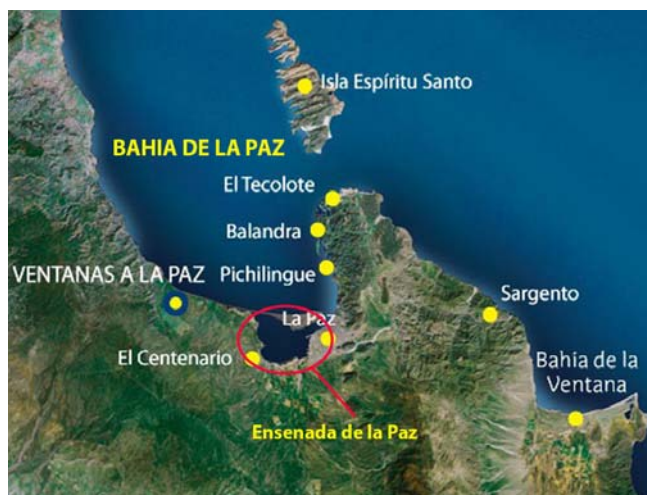 Isla Espíritu Santo
BAHIA DE LA PAZ
El Tecolote
Balandra
Pichilingue
VENTANAS A LA PAZ
Sargento
La Paz
El Centenario
Bahia de la
Ventana
Ensenada de la Paz